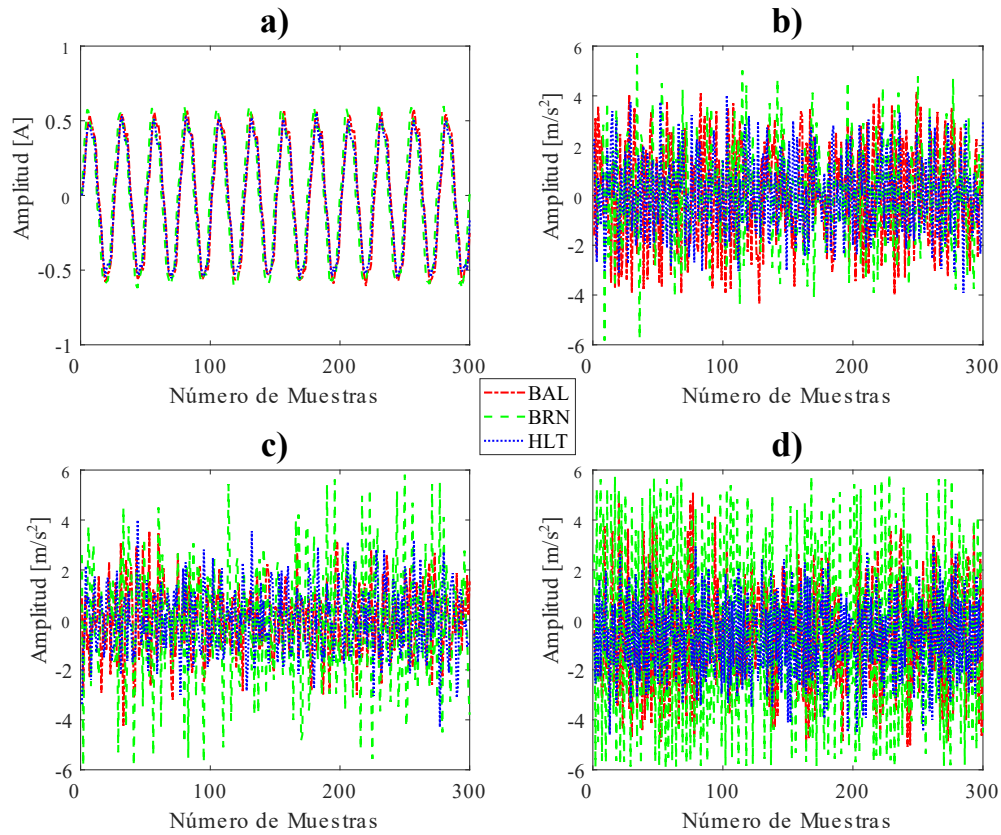 a)
Amplitud [A]
1
0.5
0
-0.5
-1
0 100 200 300
Número de Muestras
b)
Amplitud [m/s²]
6
4
2
0
-2
-4
-6
0 100 200 300
Número de Muestras
BAL
BRN
HLT
c)
Amplitud [m/s²]
6
4
2
0
-2
-4
-6
0 100 200 300
Número de Muestras
d)
Amplitud [m/s²]
6
4
2
0
-2
-4
-6
0 100 200 300
Número de Muestras